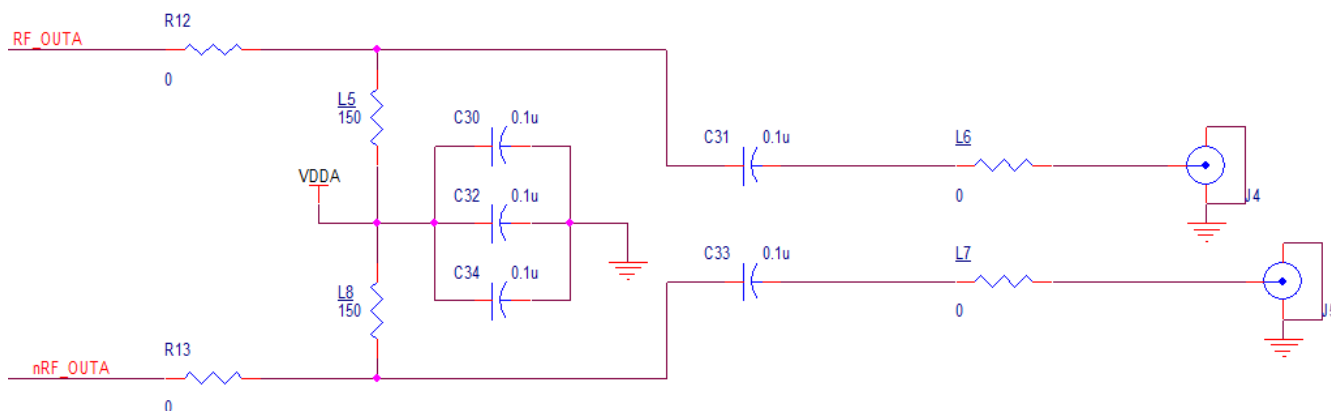 R12
RF_OUTA
0
L5
150
C30 0.1u
C31 0.1u
L6
0
J4
VDDA
C32 0.1u
C33 0.1u
L7
0
C34 0.1u
L8
150
R13
nRF_OUTA
0